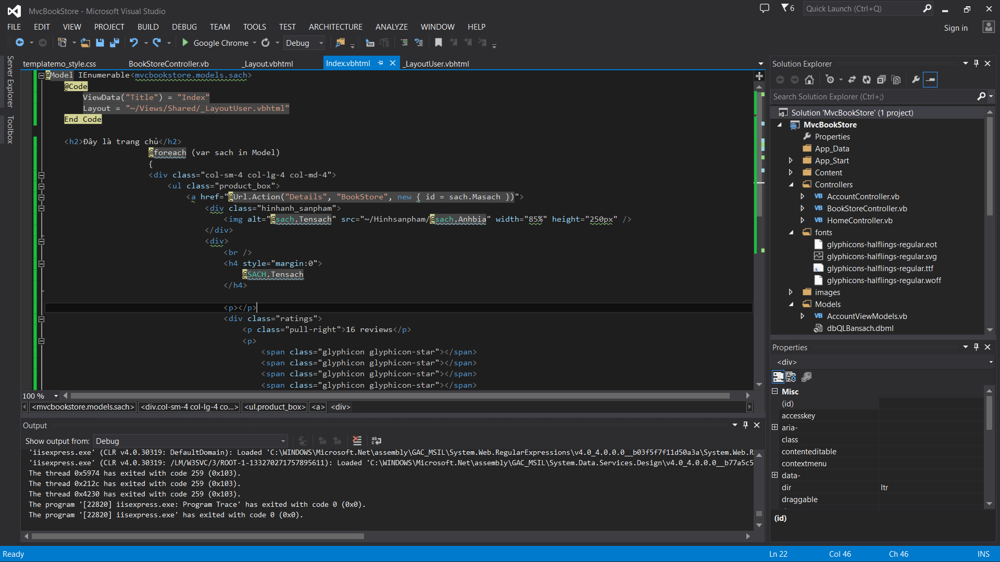 MvcBookStore - Microsoft Visual Studio
6
Quick Launch (Ctrl+Q)
FILE EDIT VIEW PROJECT BUILD DEBUG TEAM TOOLS TEST ARCHITECTURE ANALYZE WINDOW HELP
Sign in
Google Chrome Debug
Server Explorer
Toolbox
templatemo_style.css BookStoreController.vb _Layout.vbhtml Index.vbhtml _LayoutUser.vbhtml
@Model IEnumerable<mvcbookstore.models.sach>
@Code
ViewData("Title") = "Index"
Layout = "~/Views/Shared/_LayoutUser.vbhtml"
End Code
<h2>Đây là trang chủ</h2>
@foreach (var sach in Model)
{
<div class="col-sm-4 col-lg-4 col-md-4">
<ul class="product_box">
<a href="@Url.Action("Details", "BookStore", new { id = sach.Masach })">
<div class="hinhanh_sanpham">
<img alt="@sach.Tensach" src="~/Hinhsanpham/@sach.Anhbia" width="85%" height="250px" />
</div>
<div>
<br />
<h4 style="margin:0">
@SACH.Tensach
</h4>
<p></p>
<div class="ratings">
<p class="pull-right">16 reviews</p>
<p>
<span class="glyphicon glyphicon-star"></span>
<span class="glyphicon glyphicon-star"></span>
<span class="glyphicon glyphicon-star"></span>
<span class="glyphicon glyphicon-star"></span>
100 %
<mvcbookstore.models.sach> <div.col-sm-4 col-lg-4 co...> <ul.product_box> <a> <div>
Output
Show output from: Debug
'iisexpress.exe' (CLR v4.0.30319: DefaultDomain): Loaded 'C:\WINDOWS\Microsoft.Net\assembly\GAC_MSIL\System.Web.RegularExpressions\v4.0_4.0.0.0__b03f5f7f11d50a3a\System.Web.R
'iisexpress.exe' (CLR v4.0.30319: /LM/W3SVC/3/ROOT-1-133270271757895611): Loaded 'C:\WINDOWS\Microsoft.Net\assembly\GAC_MSIL\System.Data.Services.Design\v4.0_4.0.0.0__b77a5c5
The thread 0x5974 has exited with code 259 (0x103).
The thread 0x212c has exited with code 259 (0x103).
The thread 0x4230 has exited with code 259 (0x103).
The program '[22820] iisexpress.exe: Program Trace' has exited with code 0 (0x0).
The program '[22820] iisexpress.exe' has exited with code 0 (0x0).
Solution Explorer
Search Solution Explorer (Ctrl+;)
Solution 'MvcBookStore' (1 project)
MvcBookStore
Properties
App_Data
App_Start
Content
Controllers
VB AccountController.vb
VB BookStoreController.vb
VB HomeController.vb
fonts
glyphicons-halflings-regular.eot
glyphicons-halflings-regular.svg
glyphicons-halflings-regular.ttf
glyphicons-halflings-regular.woff
images
Models
VB AccountViewModels.vb
dbQLBansach.dbml
Properties
<div>
Misc
(id)
accesskey
aria-
class
contenteditable
contextmenu
data-
dir ltr
draggable
(id)
Ready Ln 22 Col 46 Ch 46 INS